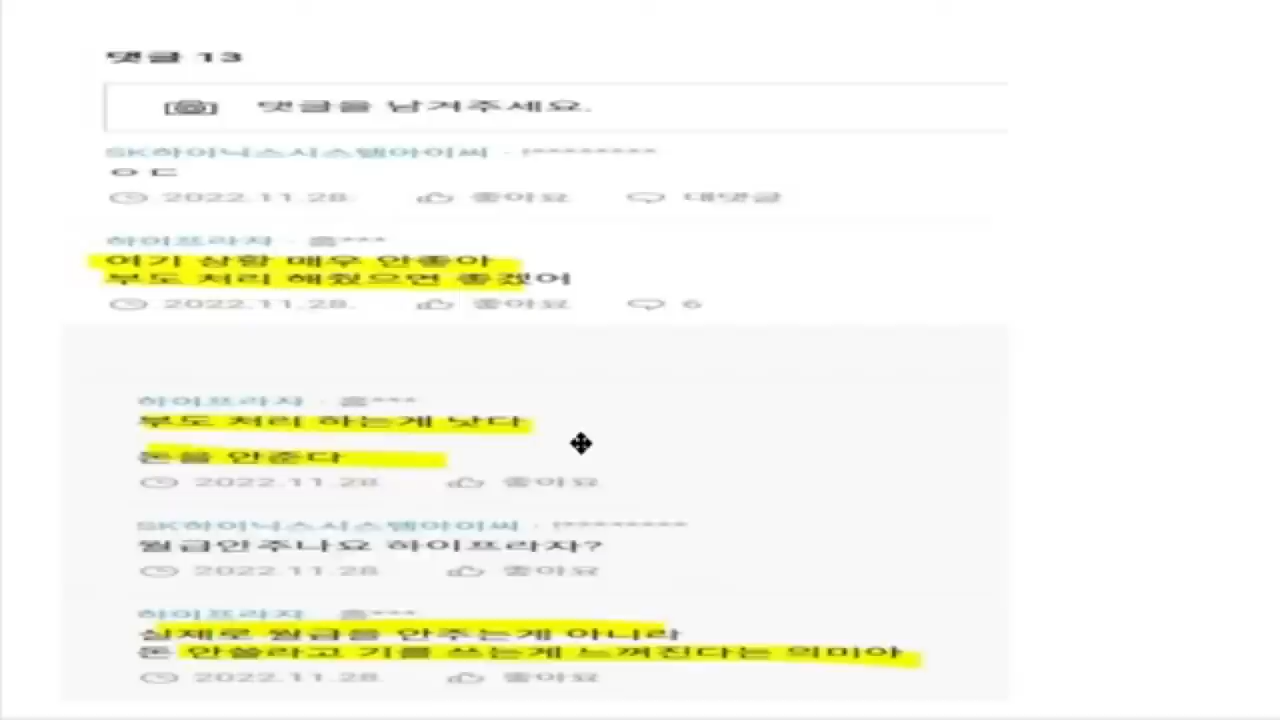 댓글 13
댓글을 남겨주세요.
SK하이닉스시스템아이씨 · I*********
ㅇㄷ
2022.11.28. 좋아요 대댓글
하이프라자 · 흠***
여기 상황 매우 안좋아
부도 처리 해줬으면 좋겠어
2022.11.28. 좋아요 6
하이프라자 · 흠***
부도 처리 하는게 낫다
돈을 안준다
2022.11.28. 좋아요
SK하이닉스시스템아이씨 · I*********
월급안주나요 하이프라자?
2022.11.28. 좋아요
하이프라자 · 흠***
실제로 월급을 안주는게 아니라
돈 안쓸라고 기를 쓰는게 느껴진다는 의미야
2022.11.28. 좋아요